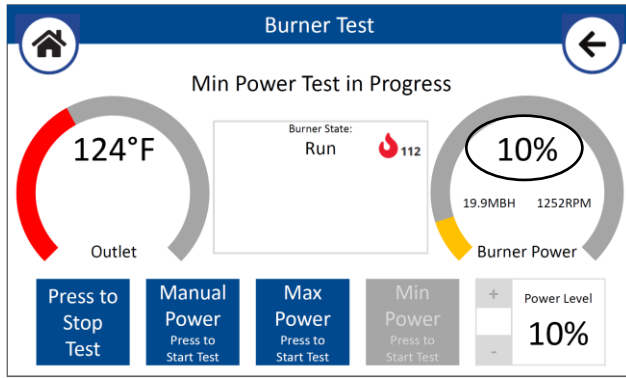 Burner Test
Min Power Test in Progress
124°F
Outlet
Burner State:
Run
112
10%
19.9MBH 1252RPM
Burner Power
Press to
Stop
Test
Manual
Power
Press to
Start Test
Max
Power
Press to
Start Test
Min
Power
Press to
Start Test
+
-
Power Level
10%